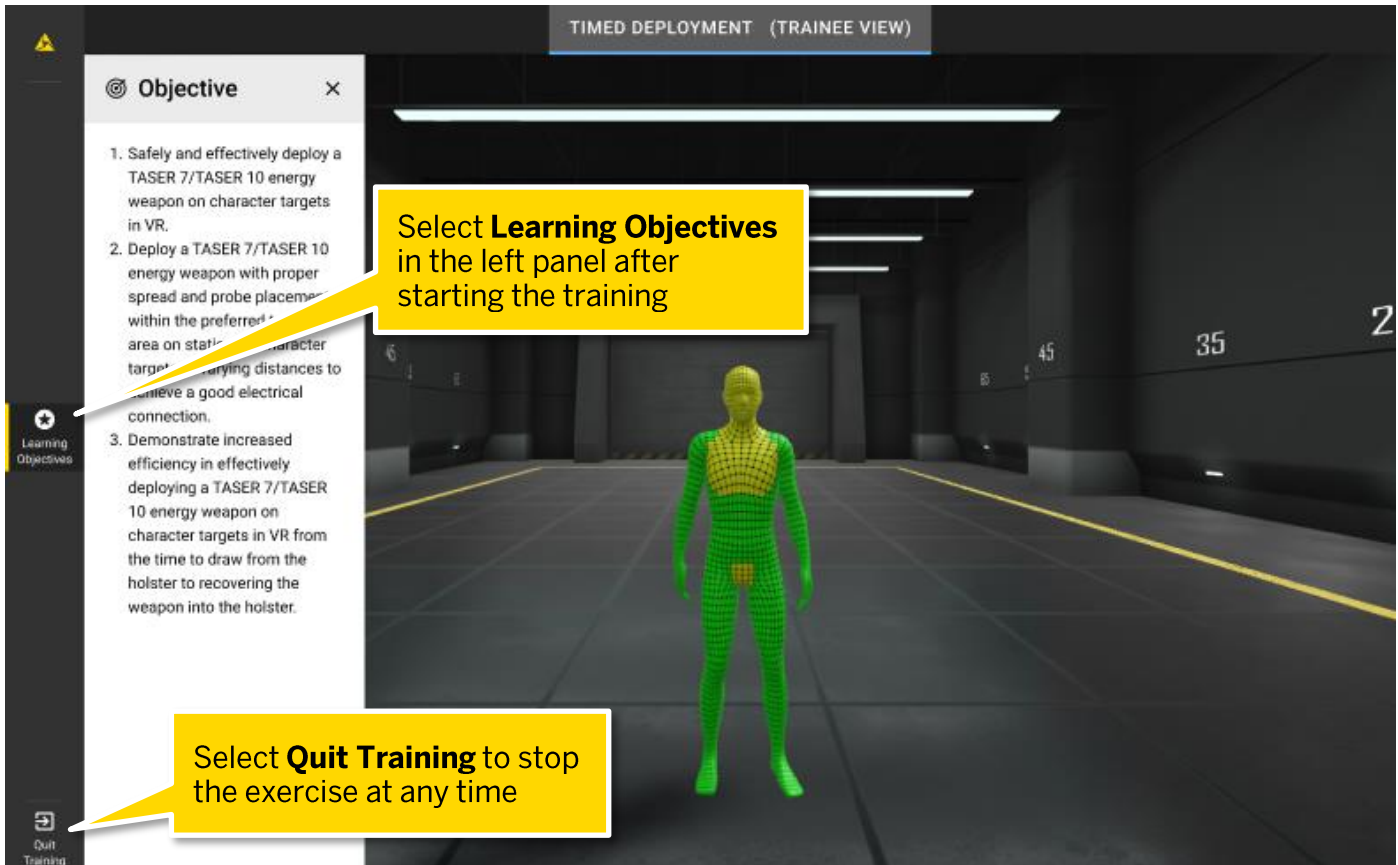 TIMED DEPLOYMENT (TRAINEE VIEW)
Objective
1. Safely and effectively deploy a
TASER 7/TASER 10 energy
weapon on character targets
in VR.
2. Deploy a TASER 7/TASER 10
energy weapon with proper
spread and probe
within the preferred
area on
varying distances to
achieve a good electrical
connection.
3. Demonstrate increased
efficiency in effectively
deploying a TASER 7/TASER
10 energy weapon on
character targets in VR from
the time to draw from the
holster to recovering the
weapon into the holster.
Select Learning Objectives
in the left panel after
starting the training
Learning
Objectives
Select Quit Training to stop
the exercise at any time
Quit
Training
45
45
35
2